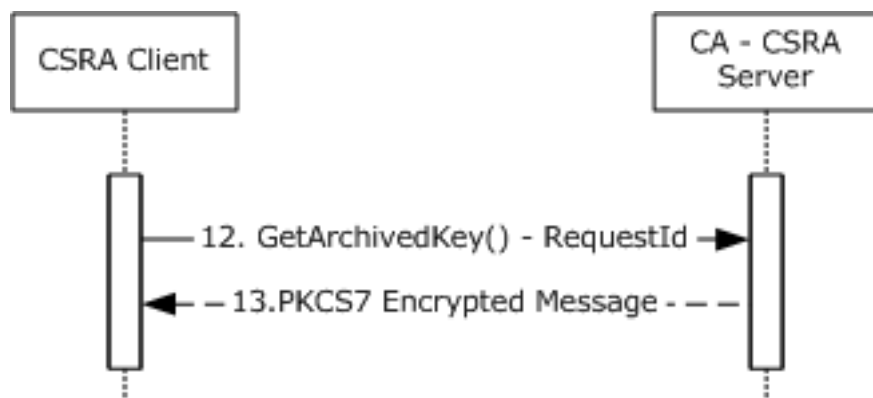 CSRA Client
CA - CSRA
Server
12. GetArchivedKey() - RequestId
13.PKCS7 Encrypted Message